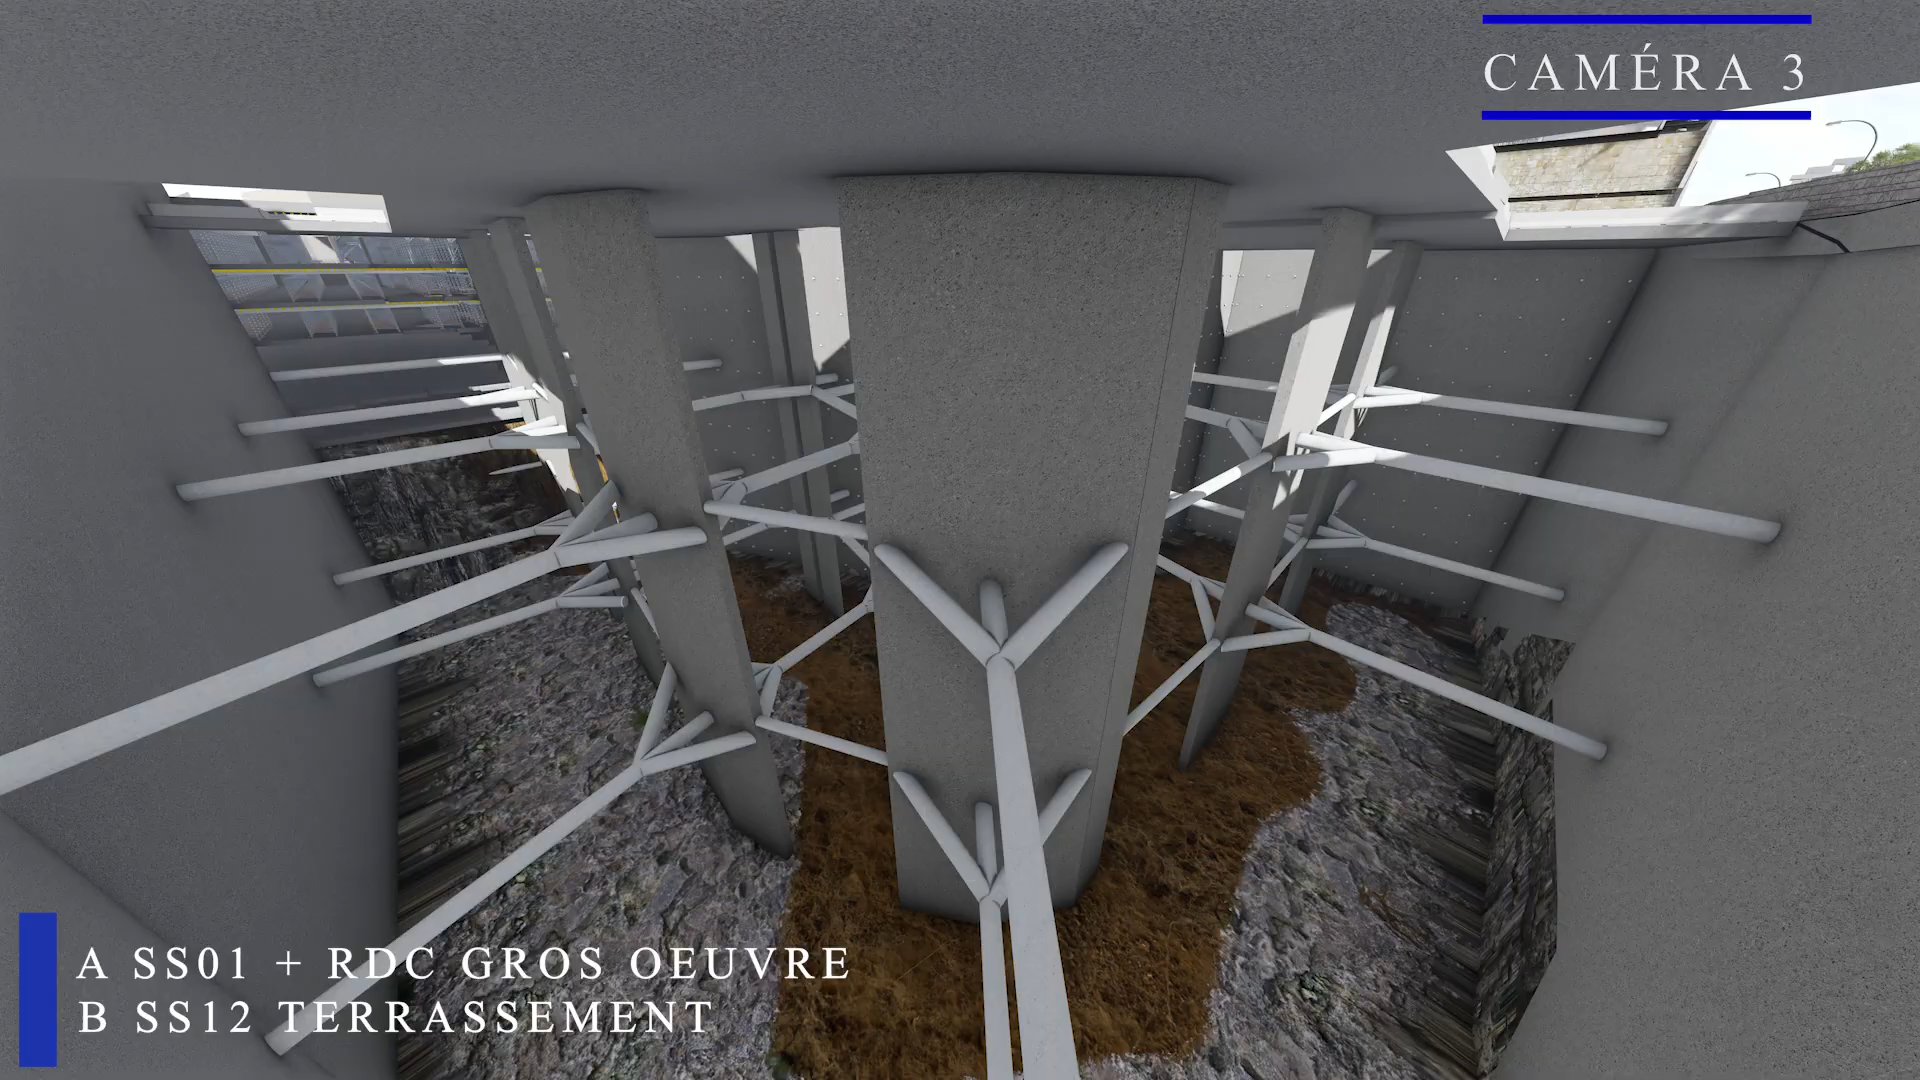 CAMÉRA 3
A SS01 + RDC GROS OEUVRE
B SS12 TERRASSEMENT